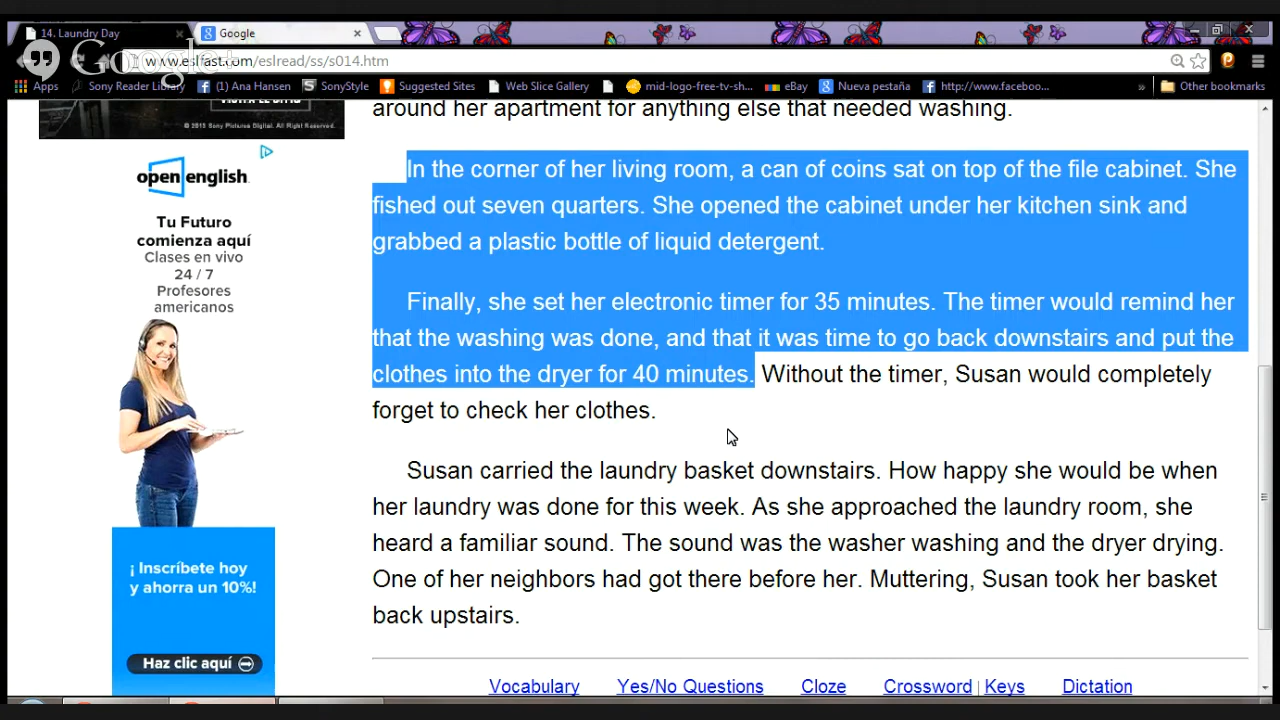 14. Laundry Day
Google
Google+
www.eslfast.com/eslread/ss/s014.htm
Apps
Sony Reader Library
(1) Ana Hansen
SonyStyle
Suggested Sites
Web Slice Gallery
mid-logo-free-tv-sh...
eBay
Nueva pestaña
http://www.faceboo...
»
Other bookmarks
© 2013 Sony Pictures Digital. All Right Reserved.
open english
Tu Futuro
comienza aquí
Clases en vivo
24 / 7
Profesores
americanos
¡ Inscríbete hoy
y ahorra un 10%!
Haz clic aquí
around her apartment for anything else that needed washing.
In the corner of her living room, a can of coins sat on top of the file cabinet. She
fished out seven quarters. She opened the cabinet under her kitchen sink and
grabbed a plastic bottle of liquid detergent.
Finally, she set her electronic timer for 35 minutes. The timer would remind her
that the washing was done, and that it was time to go back downstairs and put the
clothes into the dryer for 40 minutes. Without the timer, Susan would completely
forget to check her clothes.
Susan carried the laundry basket downstairs. How happy she would be when
her laundry was done for this week. As she approached the laundry room, she
heard a familiar sound. The sound was the washer washing and the dryer drying.
One of her neighbors had got there before her. Muttering, Susan took her basket
back upstairs.
Vocabulary Yes/No Questions Cloze Crossword | Keys Dictation